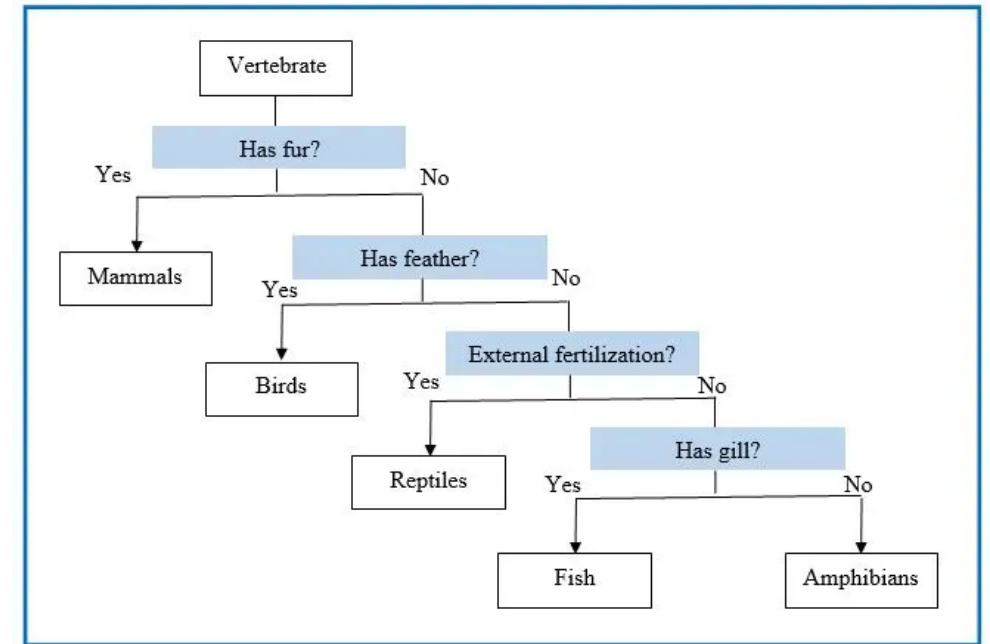 Vertebrate
Has fur?
Yes
No
Mammals
Has feather?
Yes
No
Birds
External fertilization?
Yes
No
Reptiles
Has gill?
Yes
No
Fish
Amphibians